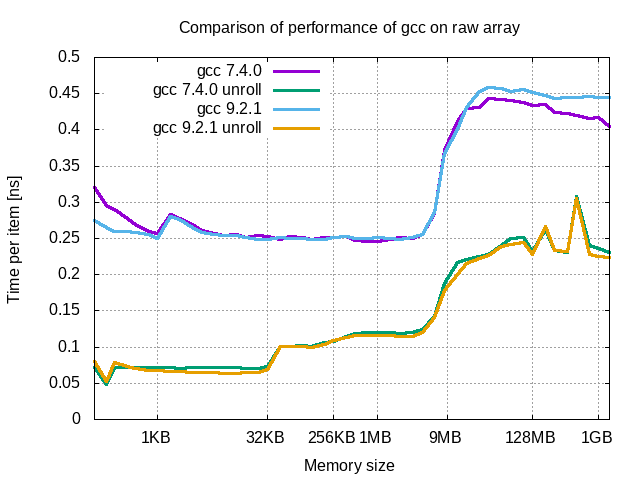 Comparison of performance of gcc on raw array
gcc 7.4.0
gcc 7.4.0 unroll
gcc 9.2.1
gcc 9.2.1 unroll
Time per item [ns]
0.5
0.45
0.4
0.35
0.3
0.25
0.2
0.15
0.1
0.05
0
1KB 32KB 256KB 1MB 9MB 128MB 1GB
Memory size